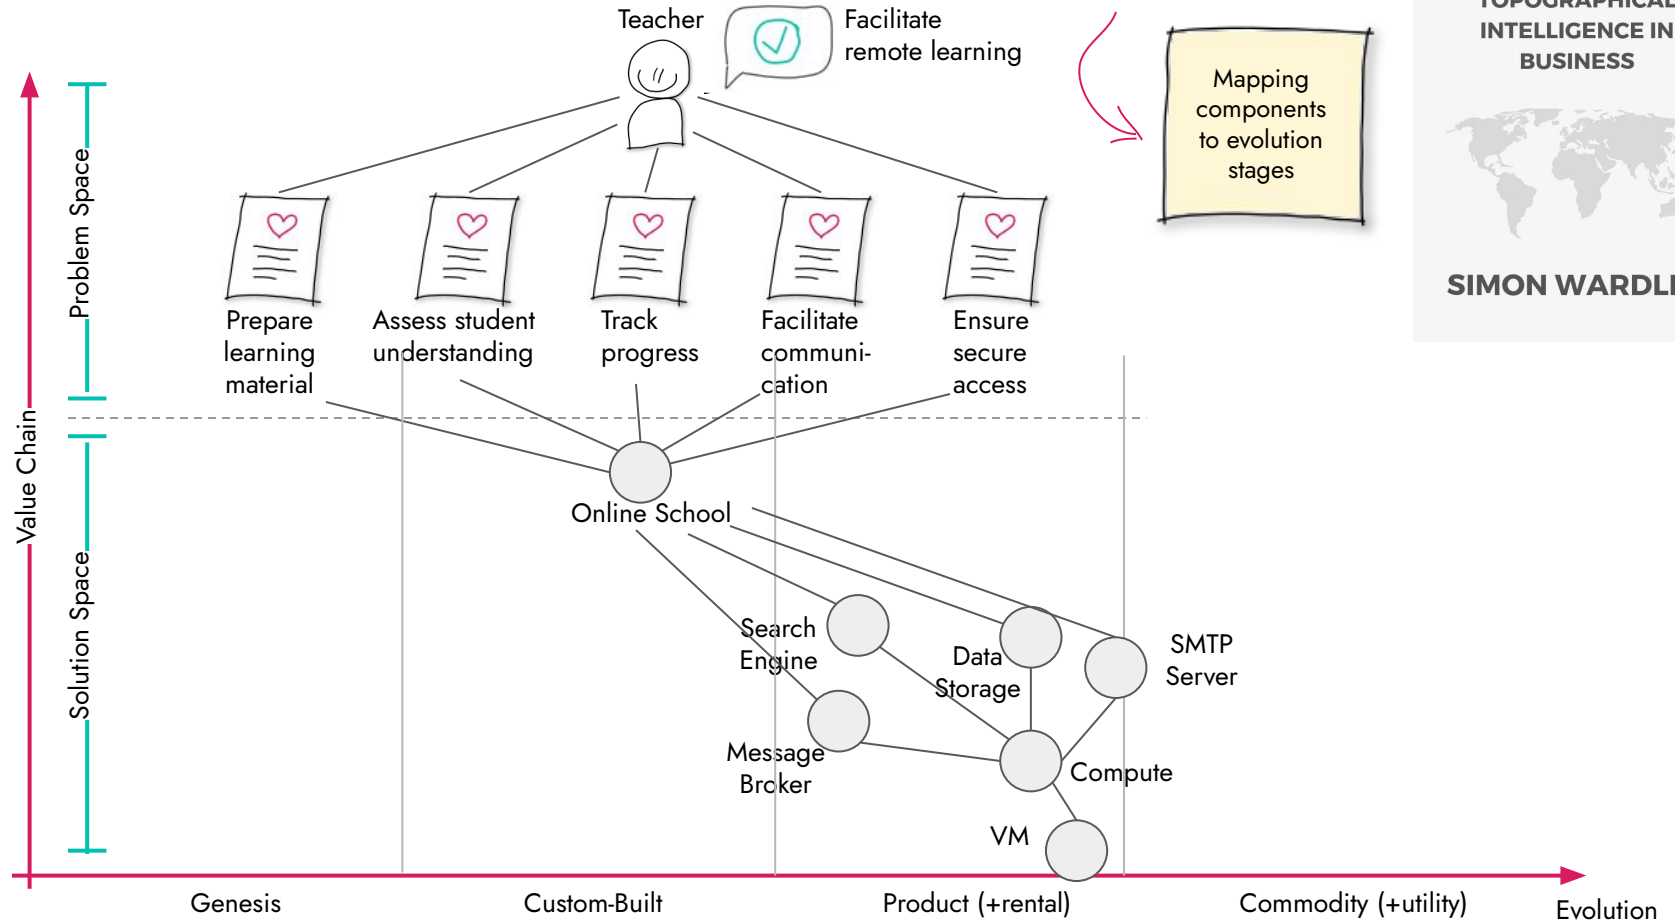 Teacher
Facilitate
remote learning
TOPOGRAPHICAL
INTELLIGENCE IN
BUSINESS
Mapping
components
to evolution
stages
SIMON WARDL
Problem Space
Prepare
learning
material
Assess student
understanding
Track
progress
Facilitate
communi-
cation
Ensure
secure
access
Value Chain
Solution Space
Online School
Search
Engine
Data
Storage
SMTP
Server
Message
Broker
Compute
VM
Genesis
Custom-Built
Product (+rental)
Commodity (+utility)
Evolution